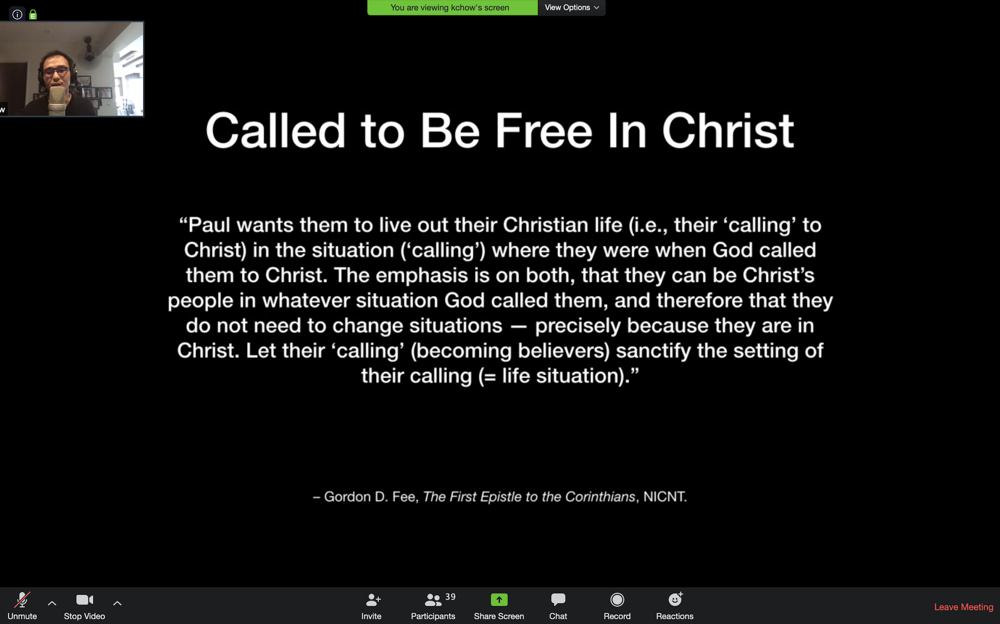 You are viewing kchow's screen
View Options
E
w
Called to Be Free In Christ
“Paul wants them to live out their Christian life (i.e., their ‘calling’ to
Christ) in the situation (‘calling’) where they were when God called
them to Christ. The emphasis is on both, that they can be Christ’s
people in whatever situation God called them, and therefore that they
do not need to change situations — precisely because they are in
Christ. Let their ‘calling’ (becoming believers) sanctify the setting of
their calling (= life situation).”
– Gordon D. Fee, The First Epistle to the Corinthians, NICNT.
39
Unmute
Stop Video
Invite
Participants
Share Screen
Chat
Record
Reactions
Leave Meeting